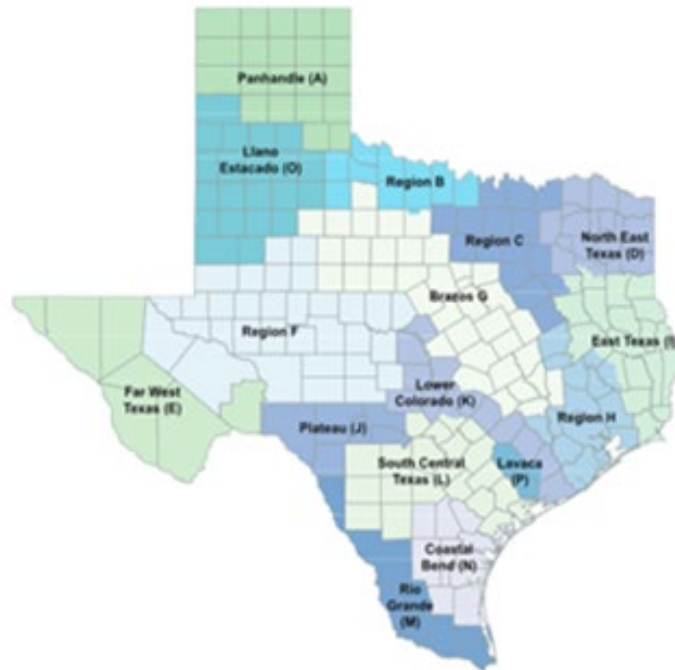 Panhandle (A)
Llano
Estacado (O)
Region B
Region C
North East
Texas (D)
Brazos G
Region F
East Texas (I)
Far West
Texas (E)
Lower
Colorado (K)
Region H
Plateau (J)
South Central
Texas (L)
Lavaca
(P)
Coastal
Bend (N)
Rio
Grande
(M)